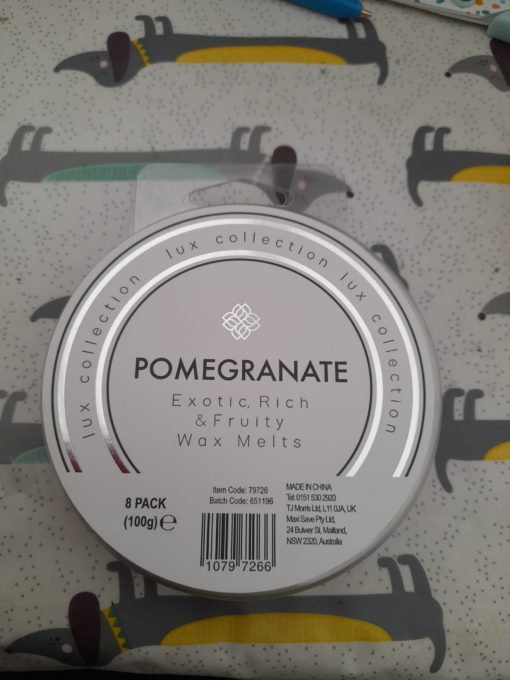 lux collection lux collection lux collection
POMEGRANATE
Exotic, Rich
& Fruity
Wax Melts
8 PACK
(100g) ℮
Item Code: 79726
Batch Code: 651196
1079 7266
MADE IN CHINA
Tel: 0151 530 2920
TJ Morris Ltd, L11 0JA, UK
Maxi Save Pty Ltd,
24 Bulwer St, Maitland,
NSW 2320, Australia